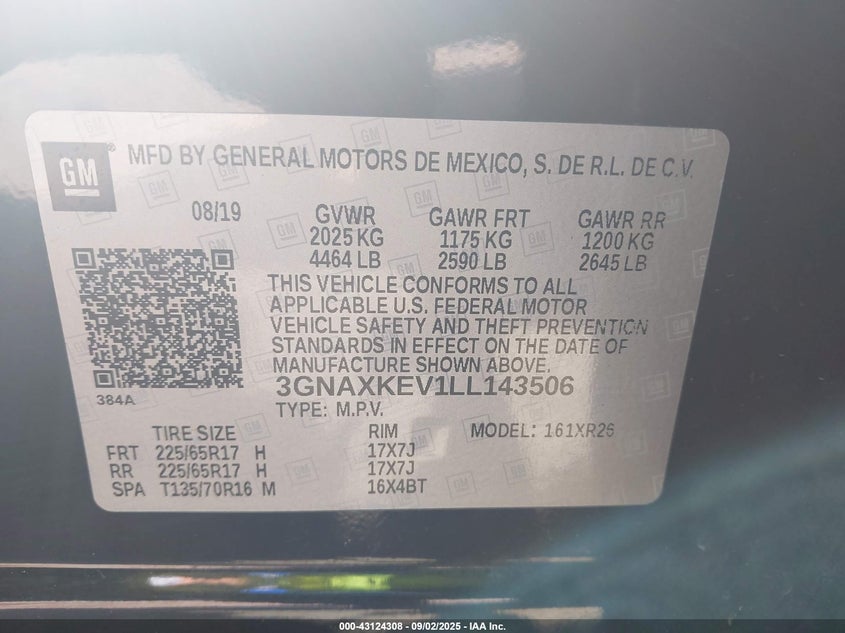 GM
MFD BY GENERAL MOTORS DE MEXICO, S. DE R.L. DE C.V.
08/19 GVWR GAWR FRT GAWR RR
2025 KG 1175 KG 1200 KG
4464 LB 2590 LB 2645 LB
THIS VEHICLE CONFORMS TO ALL
APPLICABLE U.S. FEDERAL MOTOR
VEHICLE SAFETY AND THEFT PREVENTION
STANDARDS IN EFFECT ON THE DATE OF
MANUFACTURE SHOWN ABOVE.
3GNAXKEV1LL143506
384A
TYPE: M.P.V.
TIRE SIZE RIM MODEL: 161XR26
FRT 225/65R17 H 17X7J
RR 225/65R17 H 17X7J
SPA T135/70R16 M 16X4BT
000-43124308 - 09/02/2025 - IAA Inc.